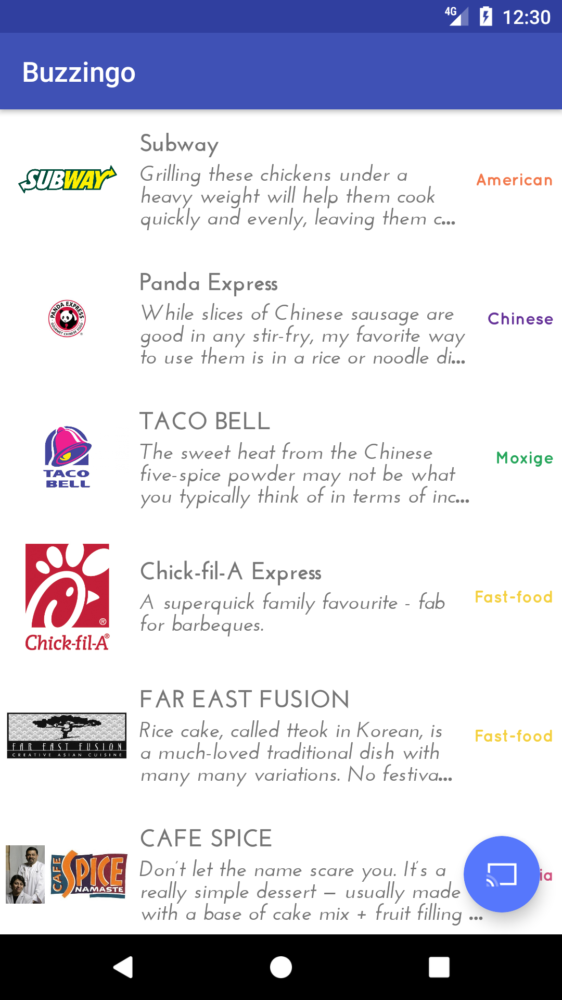 4G 12:30
Buzzingo
Subway
SUBWAY
Grilling these chickens under a
heavy weight will help them cook
quickly and evenly, leaving them c...
American
Panda Express
PANDA EXPRESS
GOURMET CHINESE FOOD
While slices of Chinese sausage are
good in any stir-fry, my favorite way
to use them is in a rice or noodle di...
Chinese
TACO BELL
TACO
BELL
The sweet heat from the Chinese
five-spice powder may not be what
you typically think of in terms of inc...
Moxige
Chick-fil-A Express
Chick-fil-A®
®
A superquick family favourite - fab
for barbeques.
Fast-food
FAR EAST FUSION
FAR EAST FUSION
CREATIVE ASIAN CUISINE
Rice cake, called tteok in Korean, is
a much-loved traditional dish with
many many variations. No festiva...
Fast-food
CAFE SPICE
CAFE SPICE
NAMASTE
Don't let the name scare you. It's a
really simple dessert – usually made
with a base of cake mix + fruit filling ...
ia